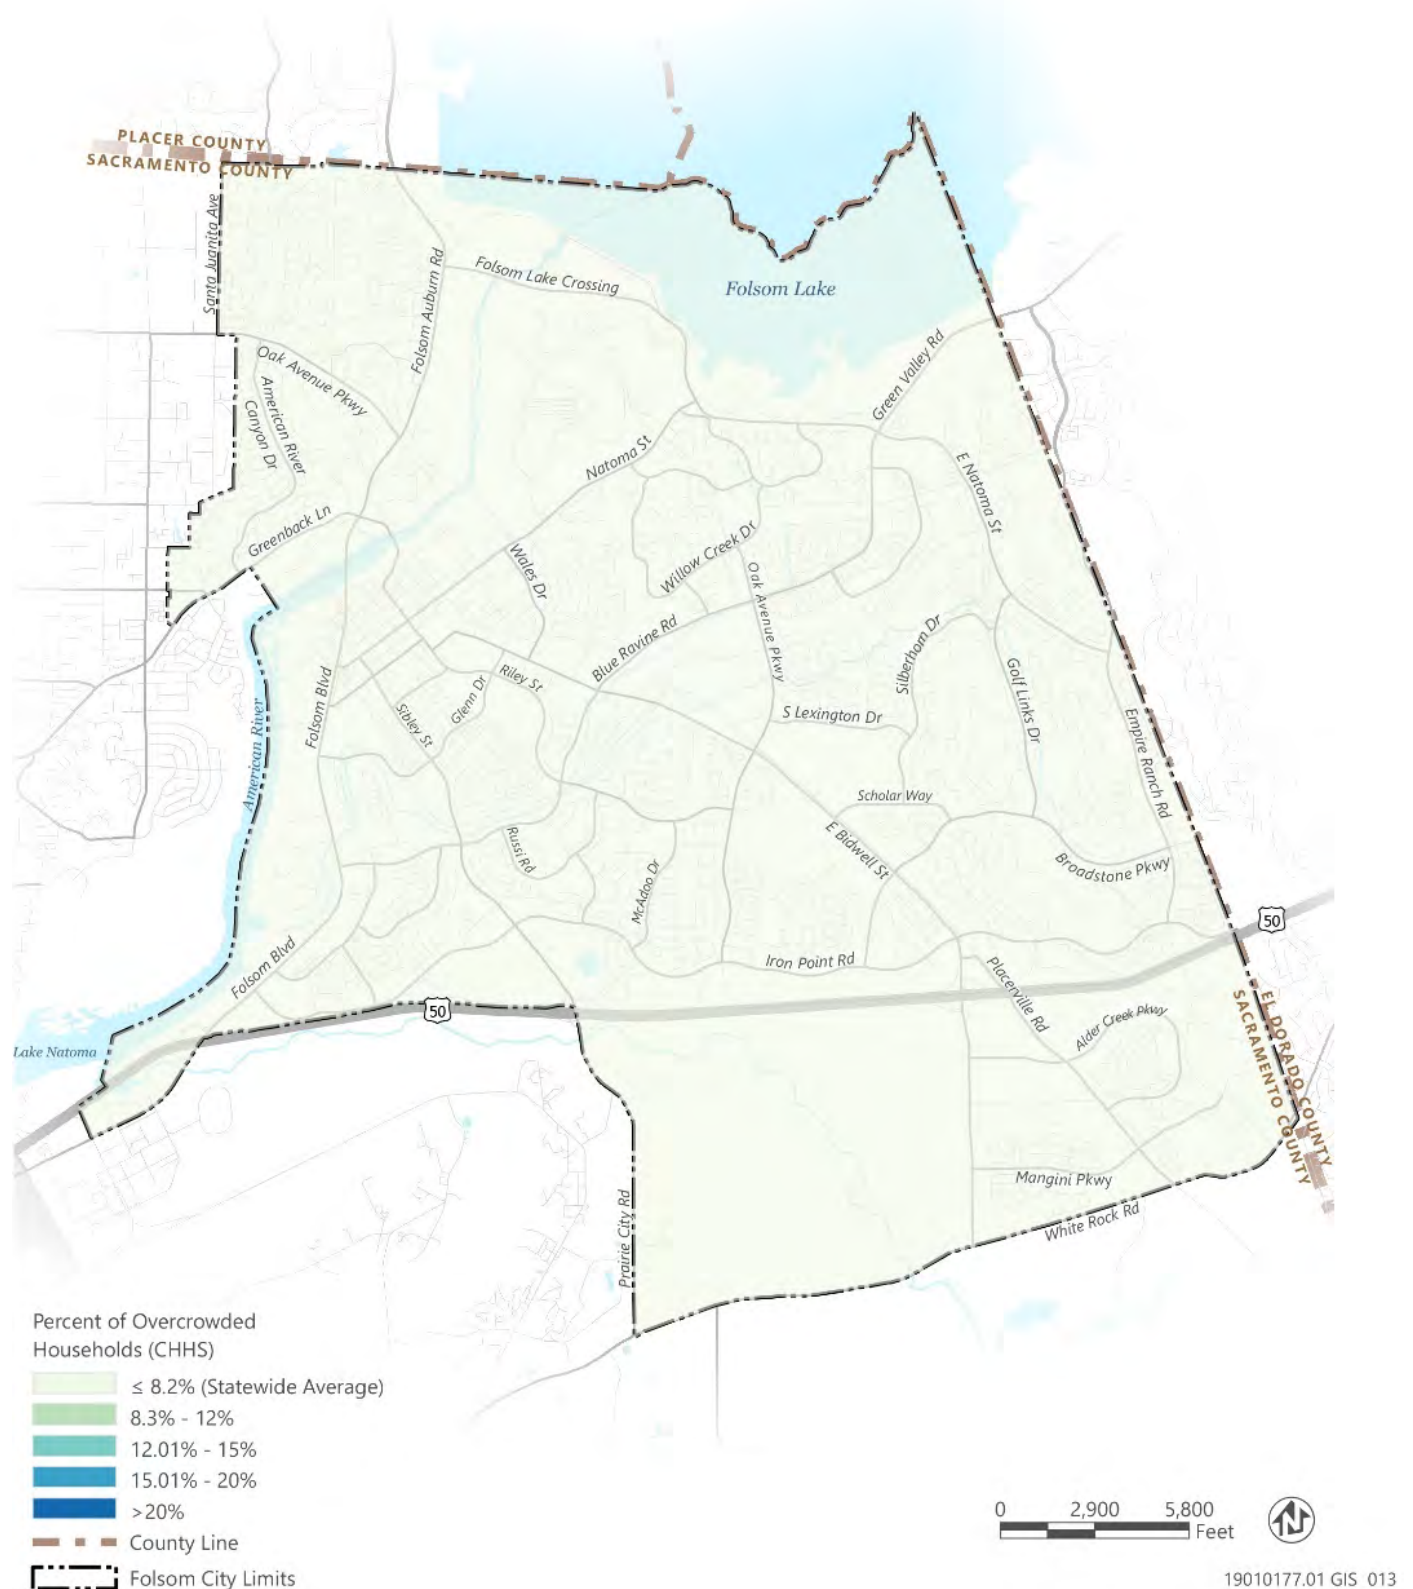 PLACER COUNTY
SACRAMENTO COUNTY
Santa Juanita Ave
Folsom Auburn Rd
Folsom Lake Crossing
Folsom Lake
Green Valley Rd
Oak Avenue Pkwy
American River
Canyon Dr
Natoma St
E Natoma St
Greenback Ln
Wales Dr
Willow Creek Dr
Oak Avenue Pkwy
Blue Ravine Rd
Silberhorn Dr
Riley St
Glenn Dr
Sibley St
Folsom Blvd
S Lexington Dr
Golf Links Dr
Empire Ranch Rd
American River
Scholar Way
E Bidwell St
Russi Rd
McAdoo Dr
Broadstone Pkwy
50
Iron Point Rd
Folsom Blvd
Placerville Rd
50
Alder Creek Pkwy
EL DORADO COUNTY
SACRAMENTO COUNTY
Lake Natoma
Mangini Pkwy
White Rock Rd
Prairie City Rd
Percent of Overcrowded
Households (CHHS)
≤ 8.2% (Statewide Average)
8.3% - 12%
12.01% - 15%
15.01% - 20%
>20%
County Line
Folsom City Limits
0 2,900 5,800
Feet
N
19010177.01 GIS 013